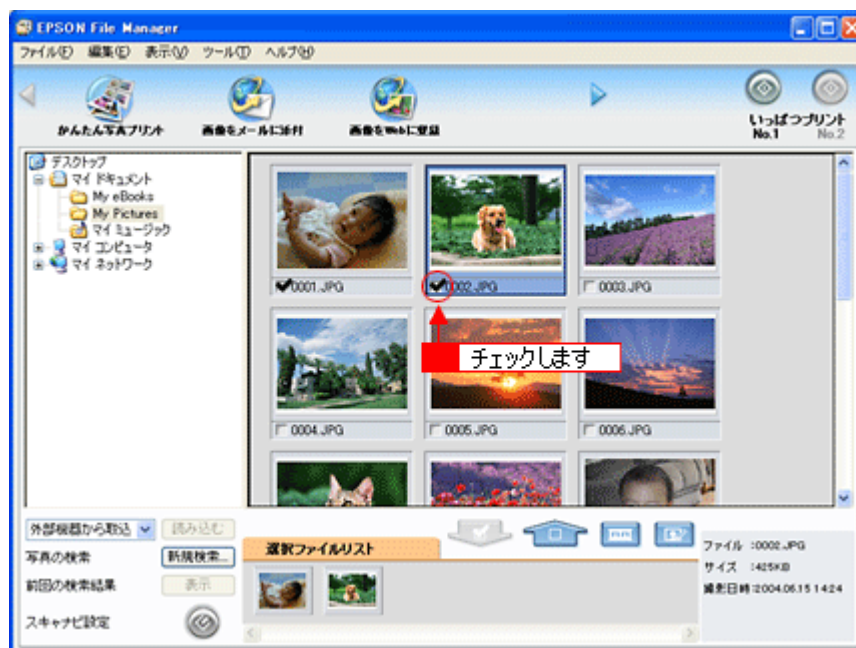 EPSON File Manager
ファイル(F) 編集(E) 表示(V) ツール(T) ヘルプ(H)
かんたん写真プリント 画像をメールに添付 画像をWebに登録 いっぱつプリント
No.1 No.2
デスクトップ
マイ ドキュメント
My eBooks
My Pictures
マイ ミュージック
マイ コンピュータ
マイ ネットワーク
0001.JPG 0002.JPG 0003.JPG
チェックします
0004.JPG 0005.JPG 0006.JPG
外部機器から取込 読み込む
写真の検索 新規検索...
前回の検索結果 表示
スキャナビ設定
選択ファイルリスト
ファイル :0002.JPG
サイズ :425KB
撮影日時:2004.06.15 14:24